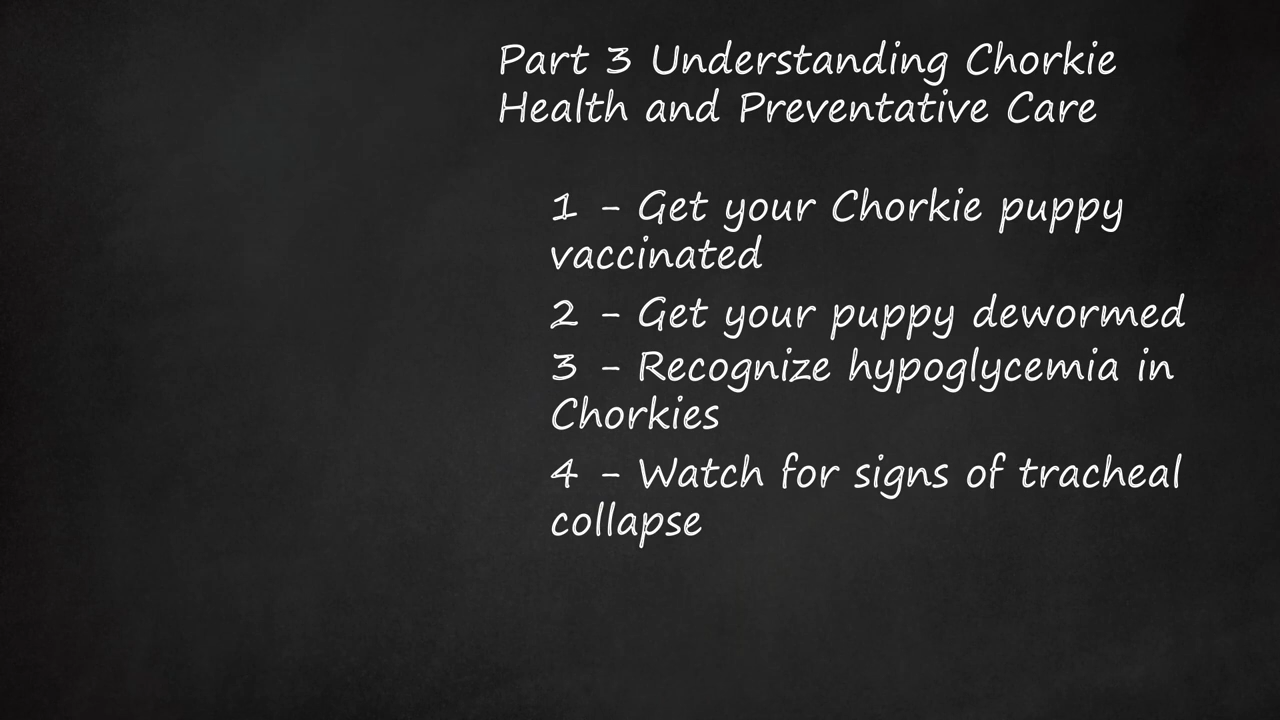 Part 3 Understanding Chorkie
Health and Preventative Care
1 - Get your Chorkie puppy
vaccinated
2 - Get your puppy dewormed
3 - Recognize hypoglycemia in
Chorkies
4 - Watch for signs of tracheal
collapse